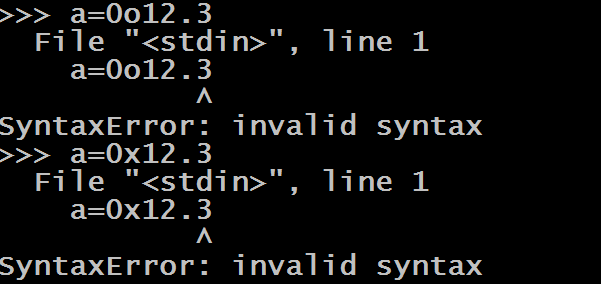 >>> a=0o12.3
  File "<stdin>", line 1
    a=0o12.3
           ^
SyntaxError: invalid syntax
>>> a=0x12.3
  File "<stdin>", line 1
    a=0x12.3
           ^
SyntaxError: invalid syntax